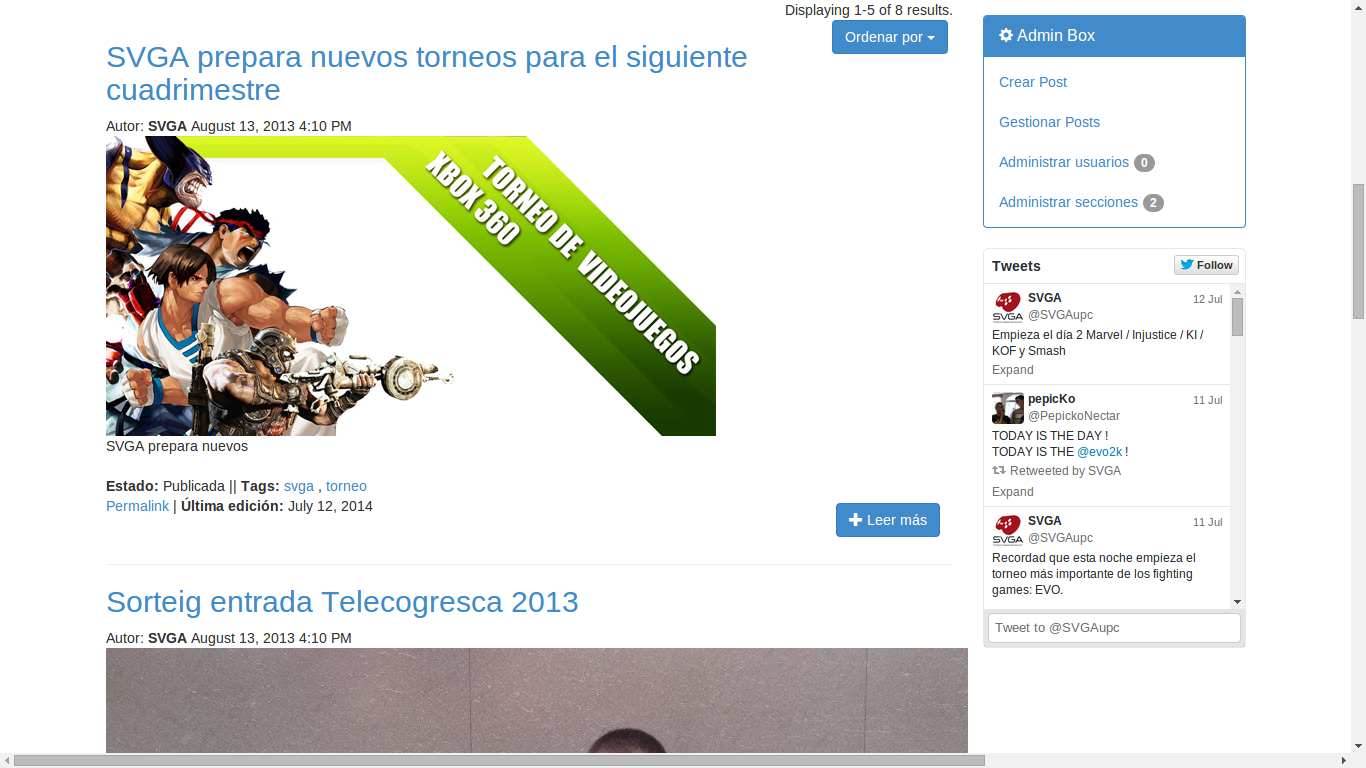 Displaying 1-5 of 8 results.
Ordenar por
SVGA prepara nuevos torneos para el siguiente
cuadrimestre
Autor: SVGA August 13, 2013 4:10 PM
TORNEO DE VIDEOJUEGOS
XBOX 360
SVGA prepara nuevos
Estado: Publicada || Tags: svga , torneo
Permalink | Última edición: July 12, 2014
Leer más
Sorteig entrada Telecogresca 2013
Autor: SVGA August 13, 2013 4:10 PM
Admin Box
Crear Post
Gestionar Posts
Administrar usuarios 0
Administrar secciones 2
Tweets
Follow
SVGA 12 Jul
SVGA
@SVGAupc
Empieza el día 2 Marvel / Injustice / KI /
KOF y Smash
Expand
pepicKo 11 Jul
@PepickoNectar
TODAY IS THE DAY !
TODAY IS THE @evo2k !
Retweeted by SVGA
Expand
SVGA 11 Jul
SVGA
@SVGAupc
Recordad que esta noche empieza el
torneo más importante de los fighting
games: EVO.
Tweet to @SVGAupc